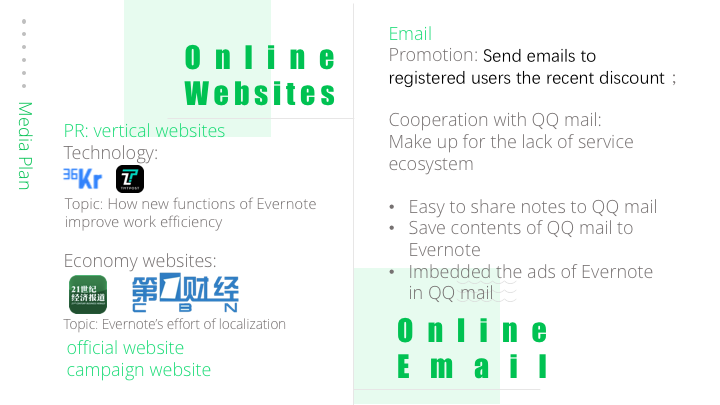 Media Plan
Online
Websites
PR: vertical websites
Technology:
36Kr
Topic: How new functions of Evernote
improve work efficiency
Economy websites:
21世纪
经济报道
第1财经
CBN
Topic: Evernote's effort of localization
official website
campaign website
Email
Promotion: Send emails to
registered users the recent discount ；
Cooperation with QQ mail:
Make up for the lack of service
ecosystem
• Easy to share notes to QQ mail
• Save contents of QQ mail to
Evernote
• Imbedded the ads of Evernote
in QQ mail
Online
Email